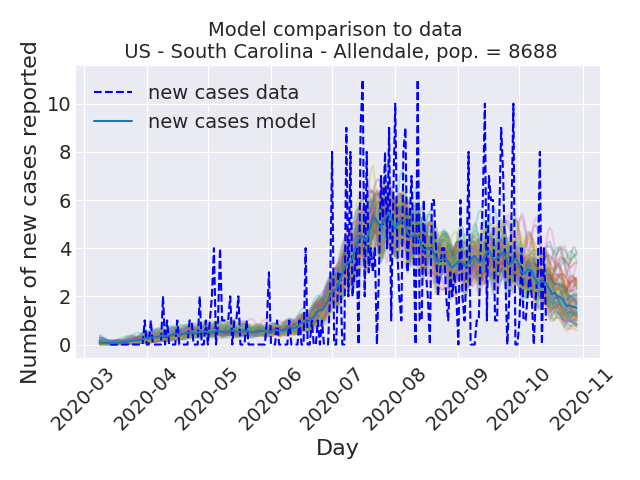 Model comparison to data
US - South Carolina - Allendale, pop. = 8688
Number of new cases reported
10
8
6
4
2
0
new cases data
new cases model
2020-03
2020-04
2020-05
2020-06
2020-07
2020-08
2020-09
2020-10
2020-11
Day